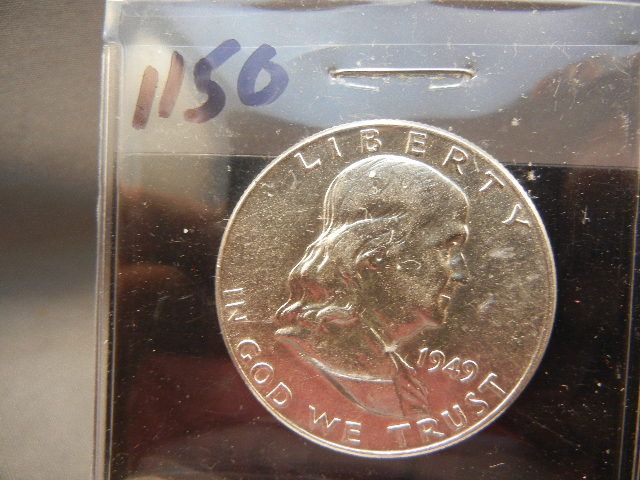 1150
LIBERTY
IN GOD WE TRUST
1949